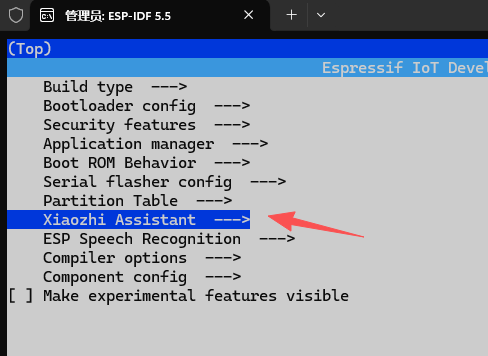 管理员: ESP-IDF 5.5
(Top)
Espressif IoT Devel
Build type --->
Bootloader config --->
Security features --->
Application manager --->
Boot ROM Behavior --->
Serial flasher config --->
Partition Table --->
Xiaozhi Assistant --->
ESP Speech Recognition --->
Compiler options --->
Component config --->
[ ] Make experimental features visible